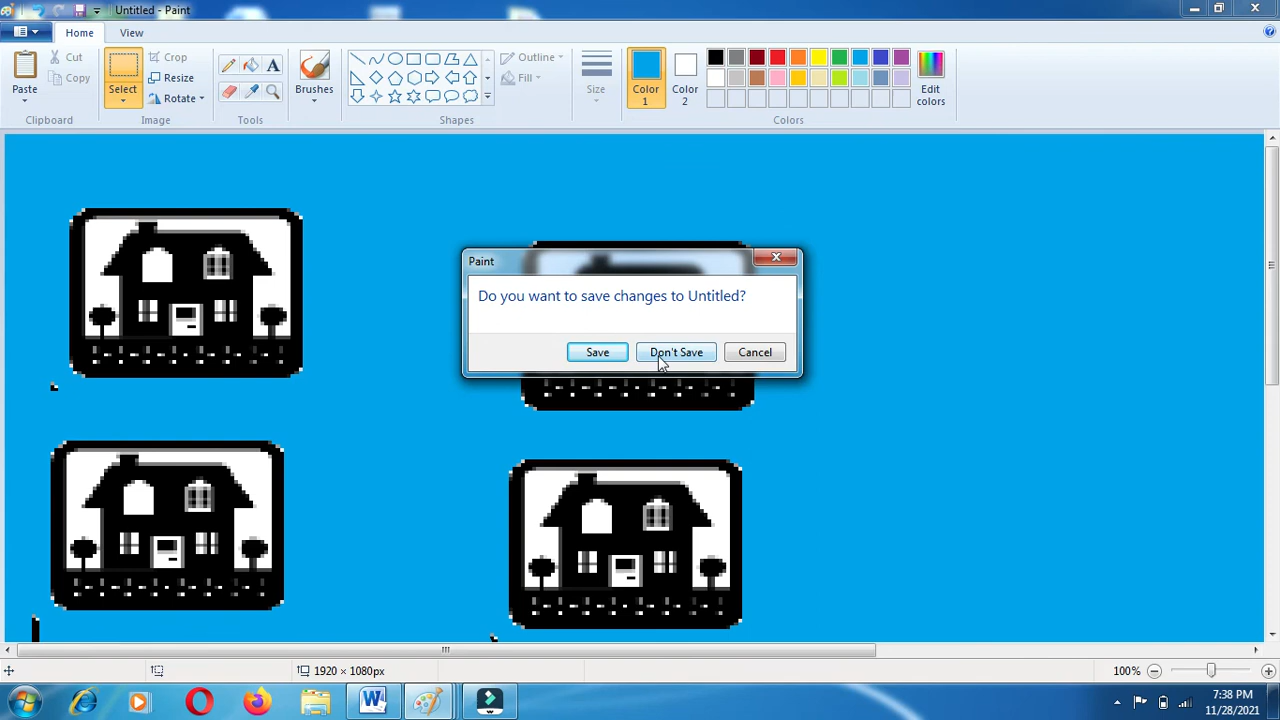 Untitled - Paint
Home View
Paste
Cut
Copy
Clipboard
Select
Crop
Resize
Rotate
Image
A
Tools
Brushes
Shapes
Outline
Fill
Size
Color 1
Color 2
Edit colors
Colors
Paint
Do you want to save changes to Untitled?
Save Don't Save Cancel
1920 × 1080px
100%
W
7:38 PM
11/28/2021